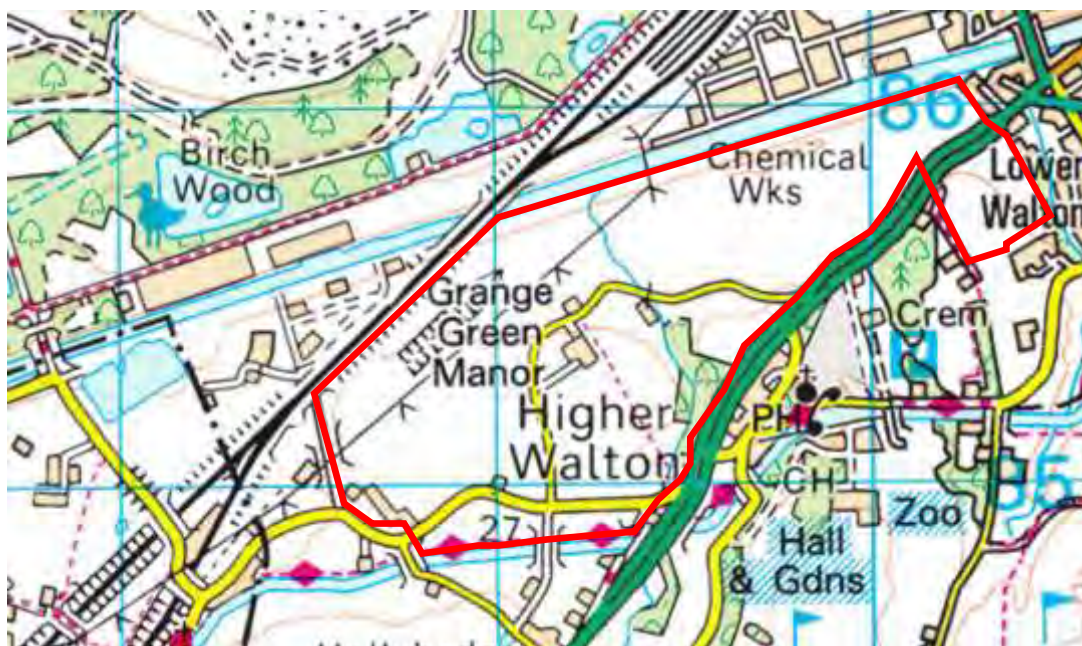 86
Birch
Wood
Chemical
Wks
Lower
Walton
Grange
Green
Manor
Crem
Higher
Walton
PH
CH
27
Zoo
Hall
& Gdns